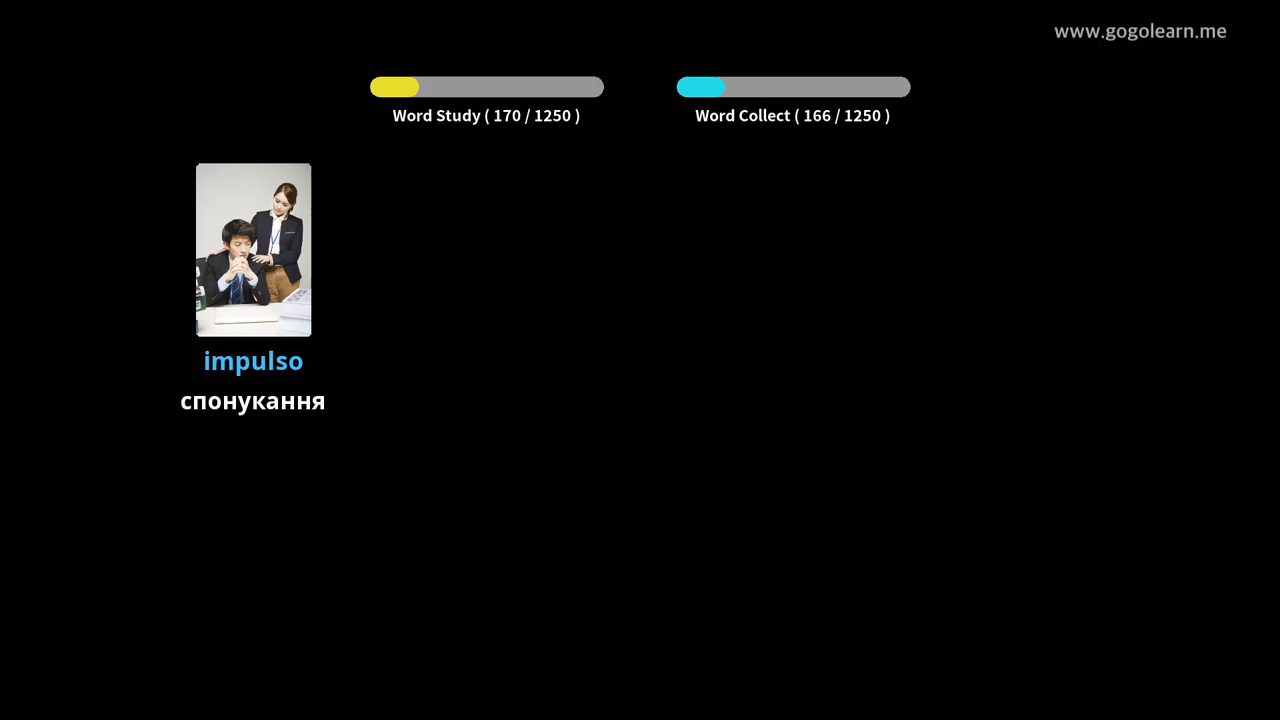 www.gogolearn.me
Word Study ( 170 / 1250 )
Word Collect ( 166 / 1250 )
impulso
спонукання